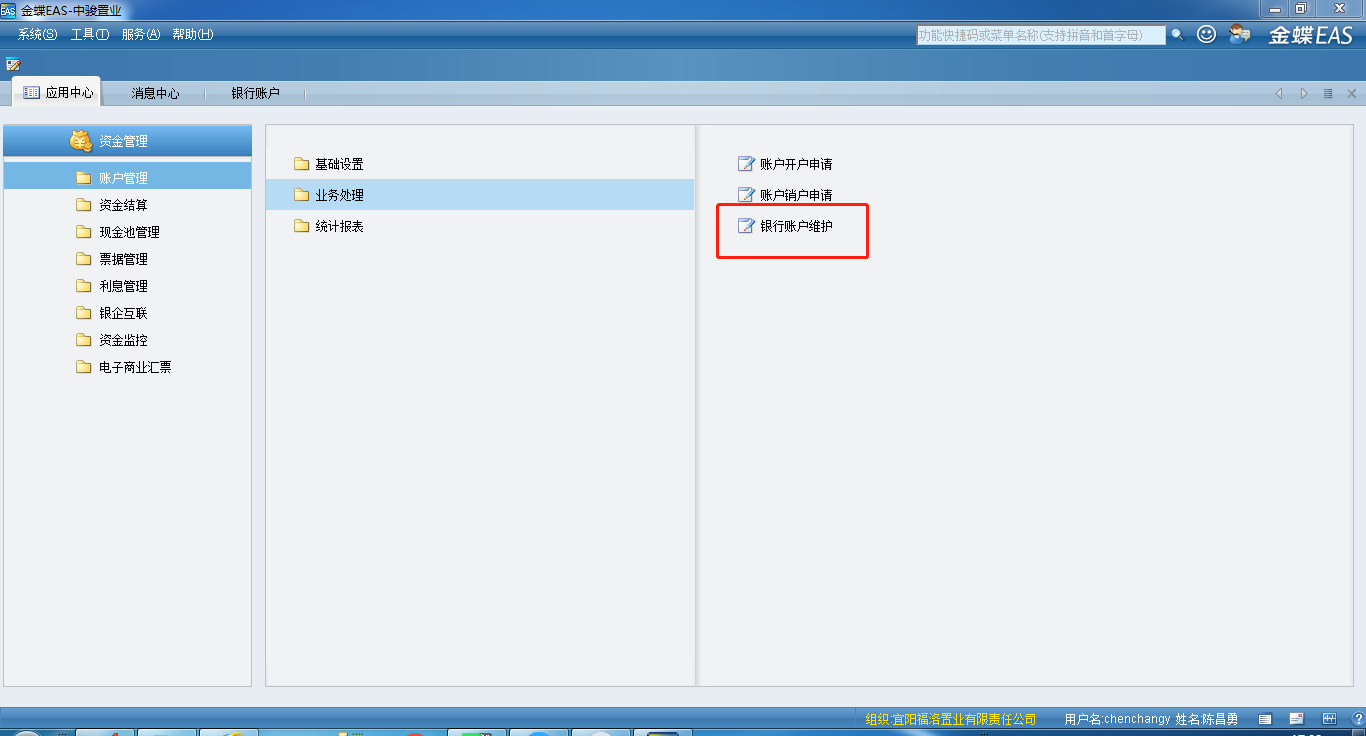 金蝶EAS-中骏置业
系统(S) 工具(T) 服务(A) 帮助(H)
功能快捷码或菜单名称(支持拼音和首字母)
金蝶EAS
应用中心 消息中心 银行账户
资金管理
账户管理
资金结算
现金池管理
票据管理
利息管理
银企互联
资金监控
电子商业汇票
基础设置
业务处理
统计报表
账户开户申请
账户销户申请
银行账户维护
组织:宜阳福洛置业有限责任公司 用户名:chenchangy 姓名:陈昌勇